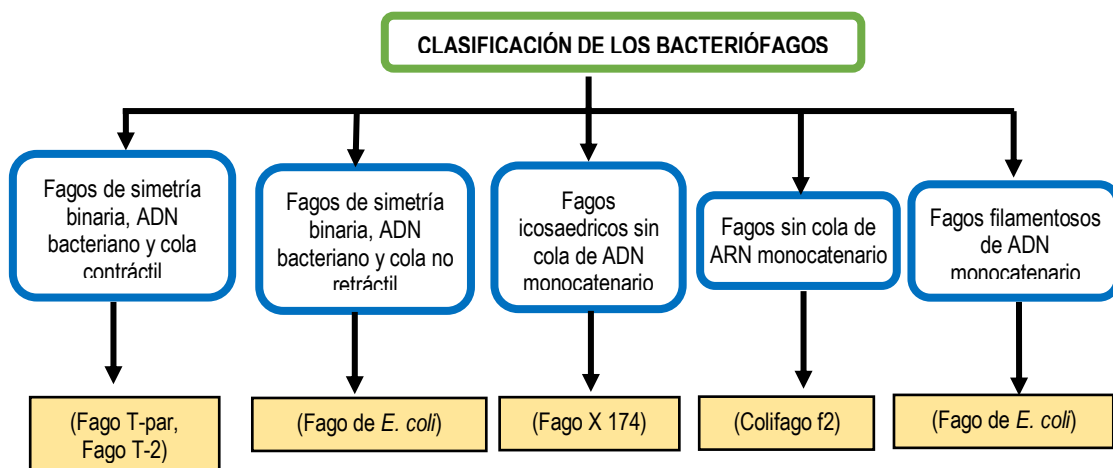 CLASIFICACIÓN DE LOS BACTERIÓFAGOS
Fagos de simetría
binaria, ADN
bacteriano y cola
contráctil
Fagos de simetría
binaria, ADN
bacteriano y cola no
retráctil
Fagos
icosaedricos sin
cola de ADN
monocatenario
Fagos sin cola de
ARN monocatenario
Fagos filamentosos
de ADN
monocatenario
(Fago T-par,
Fago T-2)
(Fago de E. coli)
(Fago X 174)
(Colifago f2)
(Fago de E. coli)